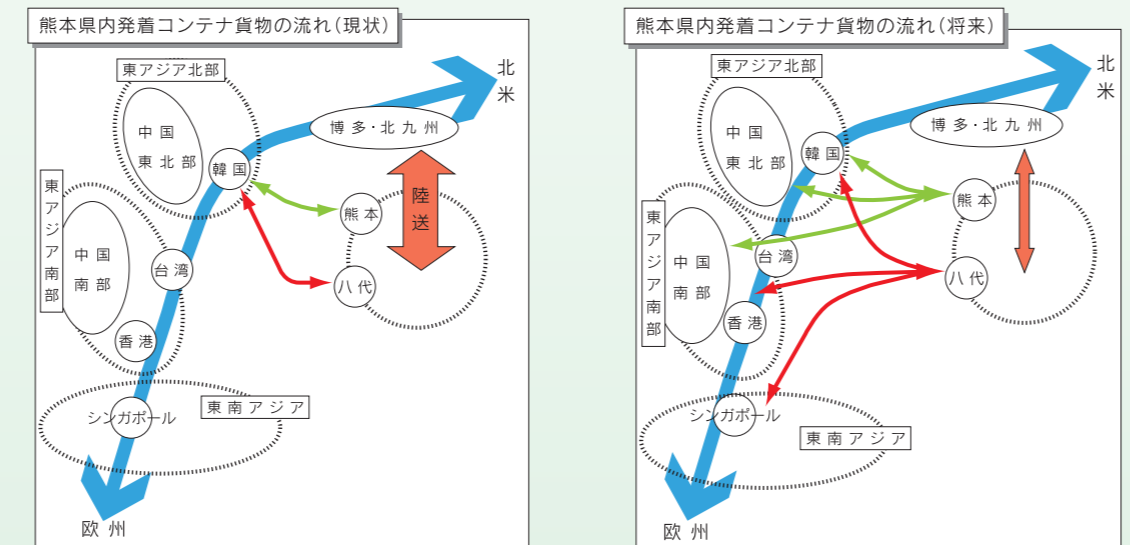 熊本県内発着コンテナ貨物の流れ（現状）
東アジア北部
北米
博多・北九州
中国
東北部
韓国
陸送
東アジア南部
熊本
中国
南部
台湾
八代
香港
東南アジア
シンガポール
欧州
熊本県内発着コンテナ貨物の流れ（将来）
東アジア北部
北米
博多・北九州
中国
東北部
韓国
熊本
東アジア南部
中国
南部
台湾
八代
香港
シンガポール
東南アジア
欧州